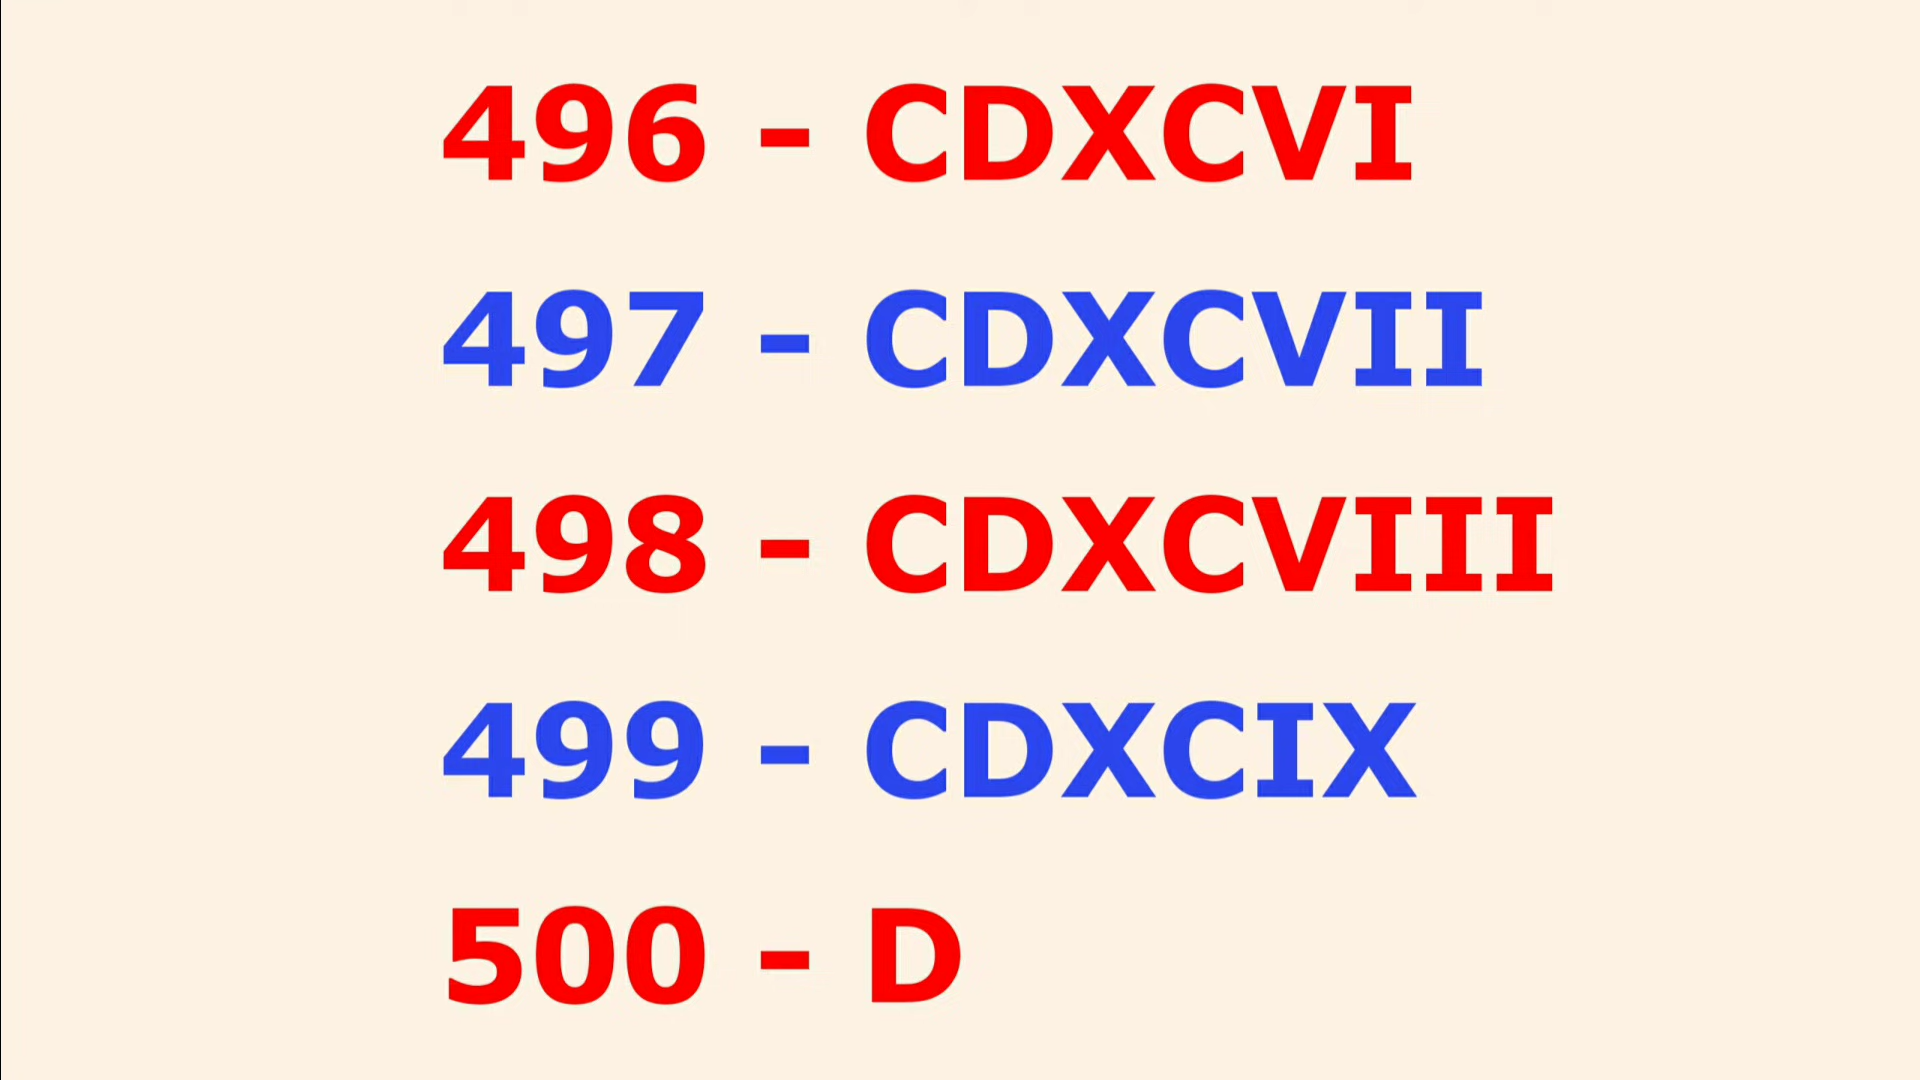 496 - CDXCVI
497 - CDXCVII
498 - CDXCVIII
499 - CDXCIX
500 - D